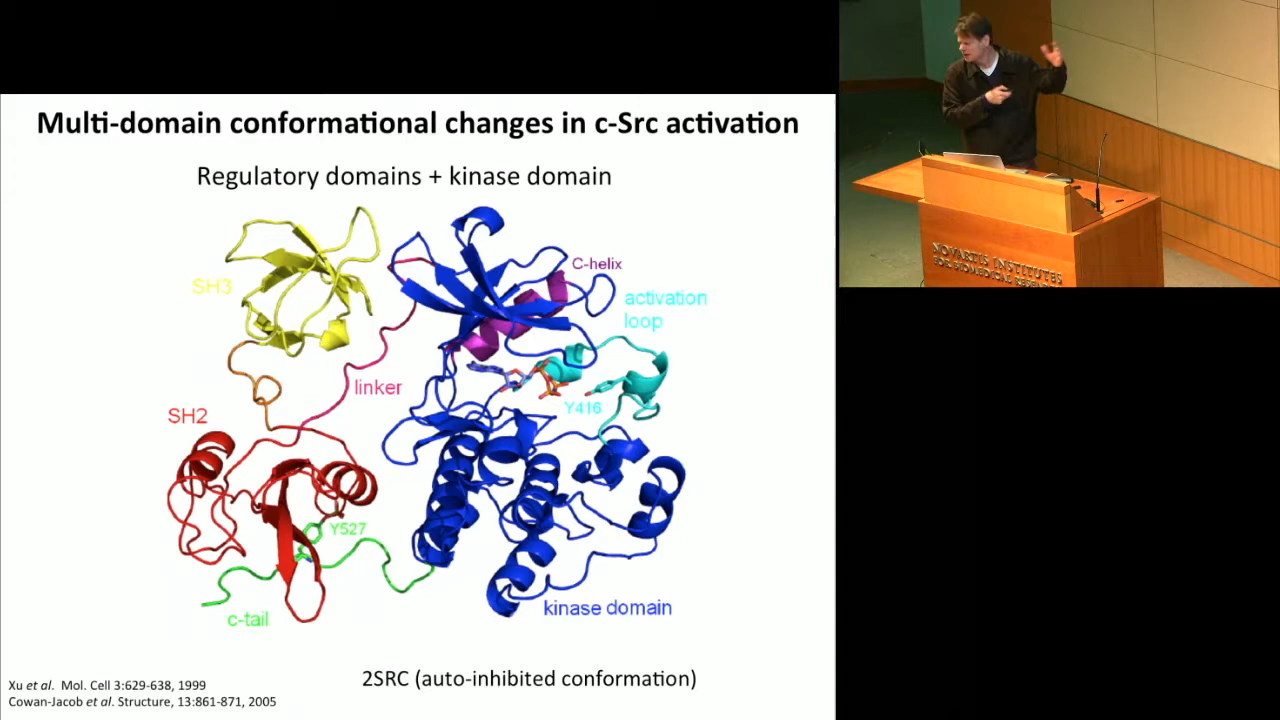 Multi-domain conformational changes in c-Src activation
Regulatory domains + kinase domain
C-helix
SH3
activation
loop
linker
Y416
SH2
Y527
c-tail
kinase domain
2SRC (auto-inhibited conformation)
Xu et al. Mol. Cell 3:629-638, 1999
Cowan-Jacob et al. Structure, 13:861-871, 2005
NOVARTIS INSTITUTES
FOR BIOMEDICAL